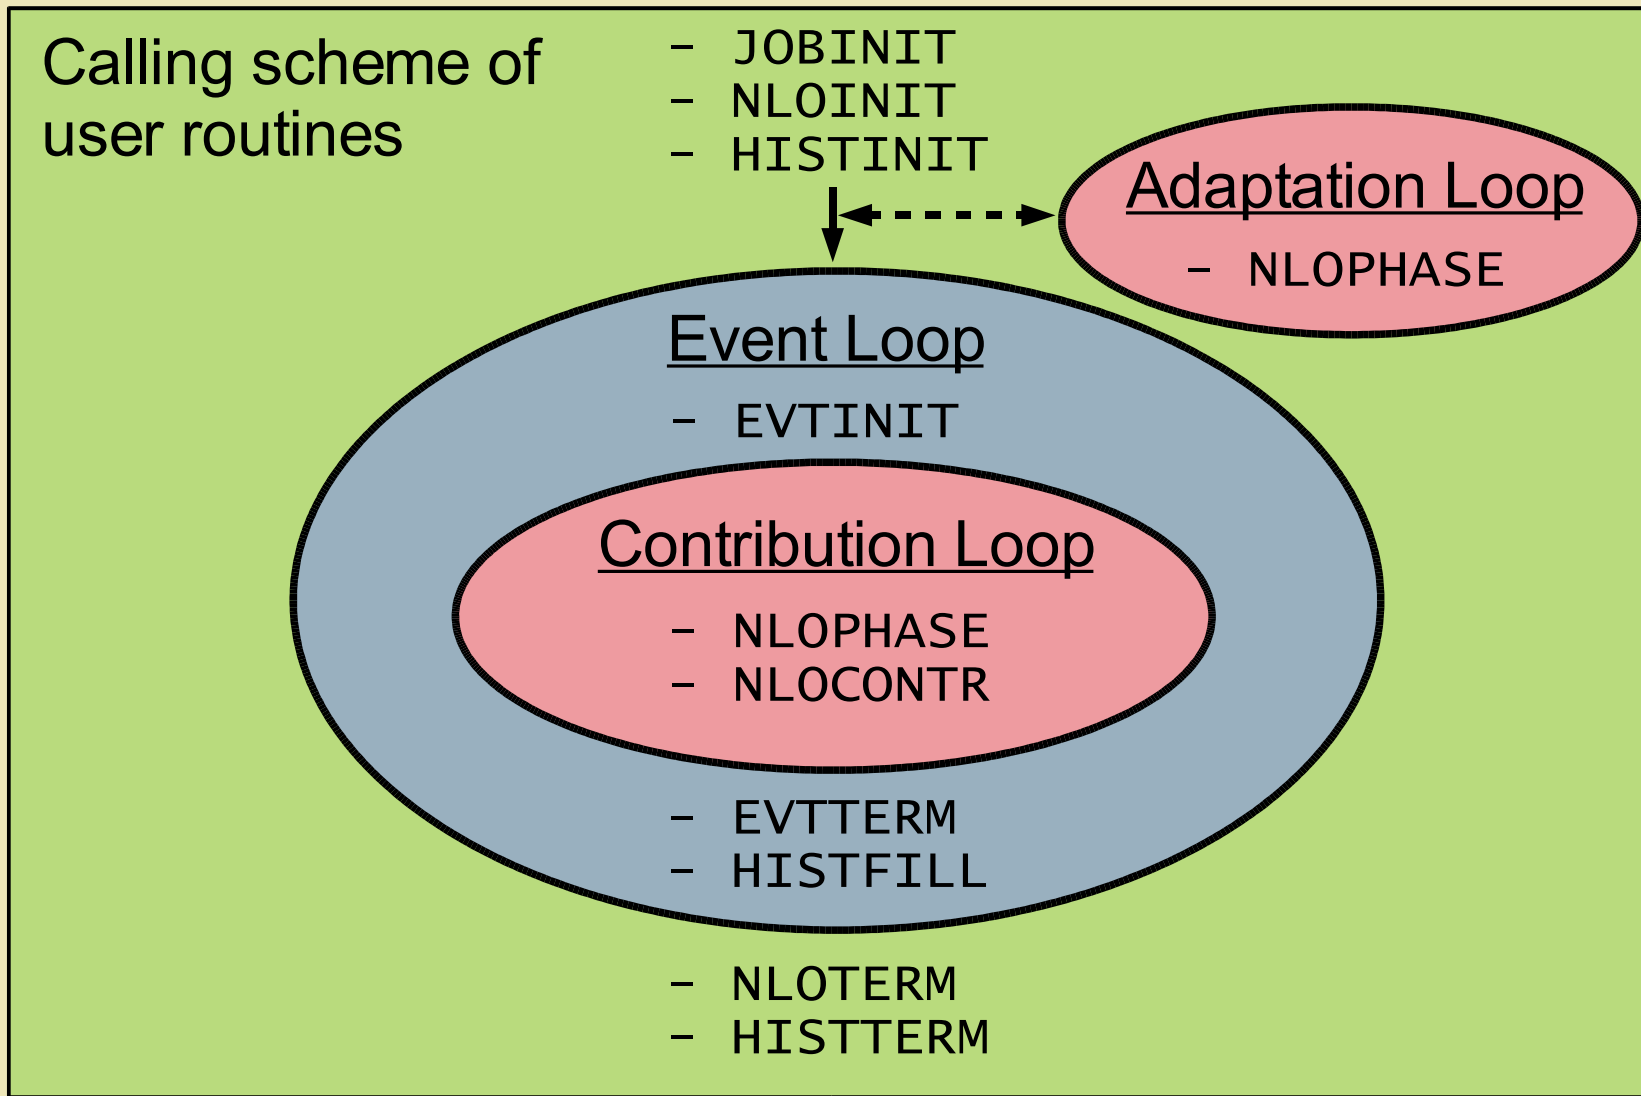 Calling scheme of
user routines
- JOBINIT
- NLOINIT
- HISTINIT
Adaptation Loop
- NLOPHASE
Event Loop
- EVTINIT
Contribution Loop
- NLOPHASE
- NLOCONTR
- EVTTERM
- HISTFILL
- NLOTERM
- HISTTERM